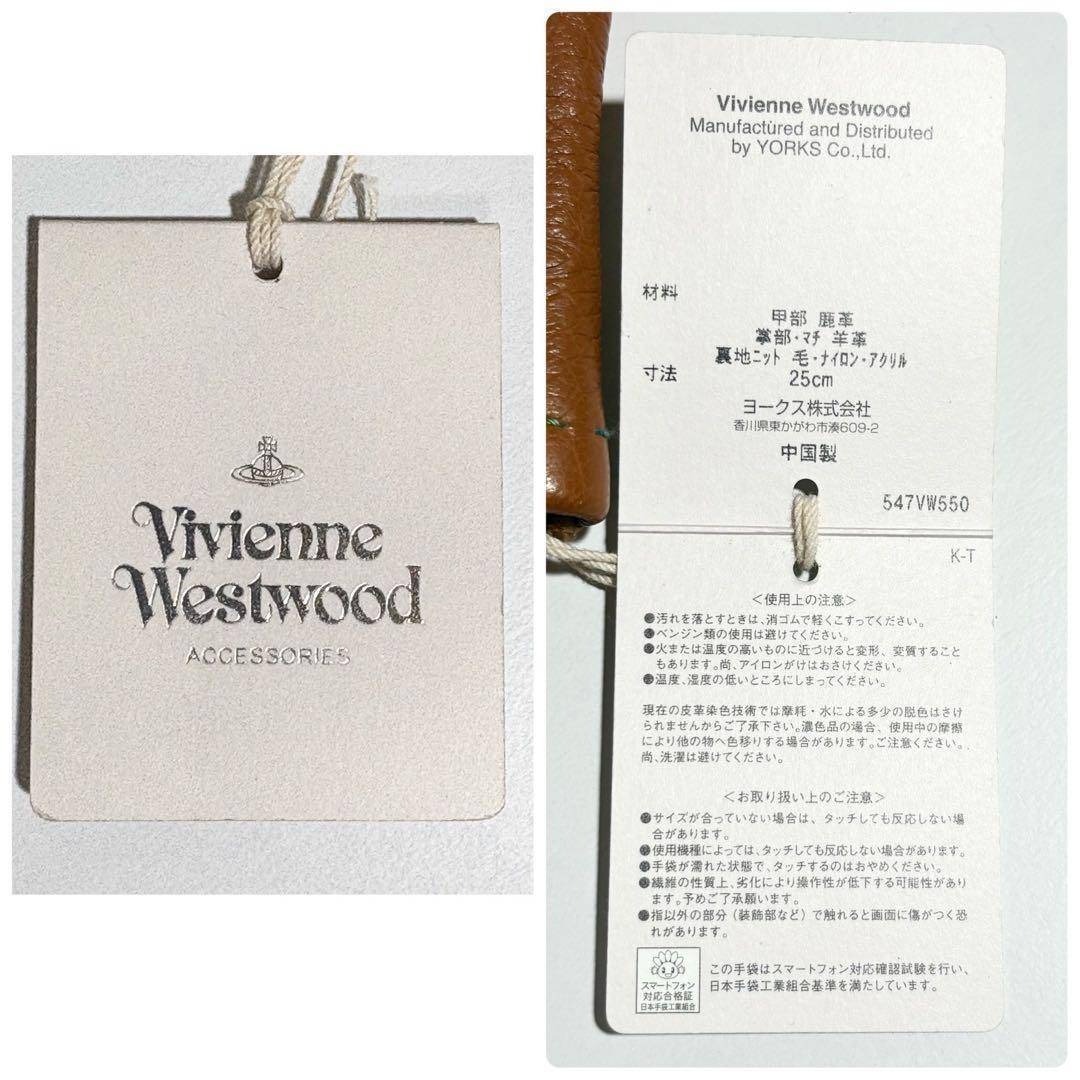 Vivienne
Westwood
ACCESSORIES
Vivienne Westwood
Manufactured and Distributed
by YORKS Co.,Ltd.
材料
甲部 鹿革
掌部・マチ 羊革
裏地ニット 毛・ナイロン・アクリル
寸法
25cm
ヨークス株式会社
香川県東かがわ市湊609-2
中国製
547VW550
K-T
＜使用上の注意＞
●汚れを落とすときは、消ゴムで軽くこすってください。
●ベンジン類の使用は避けてください。
●火または温度の高いものに近づけると変形、変質すること
もあります。尚、アイロンがけはおさけください。
●温度、湿度の低いところにしまってください。
現在の皮革染色技術では摩耗・水による多少の脱色はさけ
られませんからご了承下さい。濃色品の場合、使用中の摩擦
により他の物へ色移りする場合があります。ご注意ください。
尚、洗濯は避けてください。
＜お取り扱い上のご注意＞
●サイズが合っていない場合は、タッチしても反応しない場
合があります。
●使用機種によっては、タッチしても反応しない場合があります。
●手袋が濡れた状態で、タッチするのはおやめください。
●繊維の性質上、劣化により操作性が低下する可能性があり
ます。予めご了承願います。
●指以外の部分（装飾部など）で触れると画面に傷がつく恐
れがあります。
スマートフォン
対応合格証
日本手袋工業組合
この手袋はスマートフォン対応確認試験を行い、
日本手袋工業組合基準を満たしています。